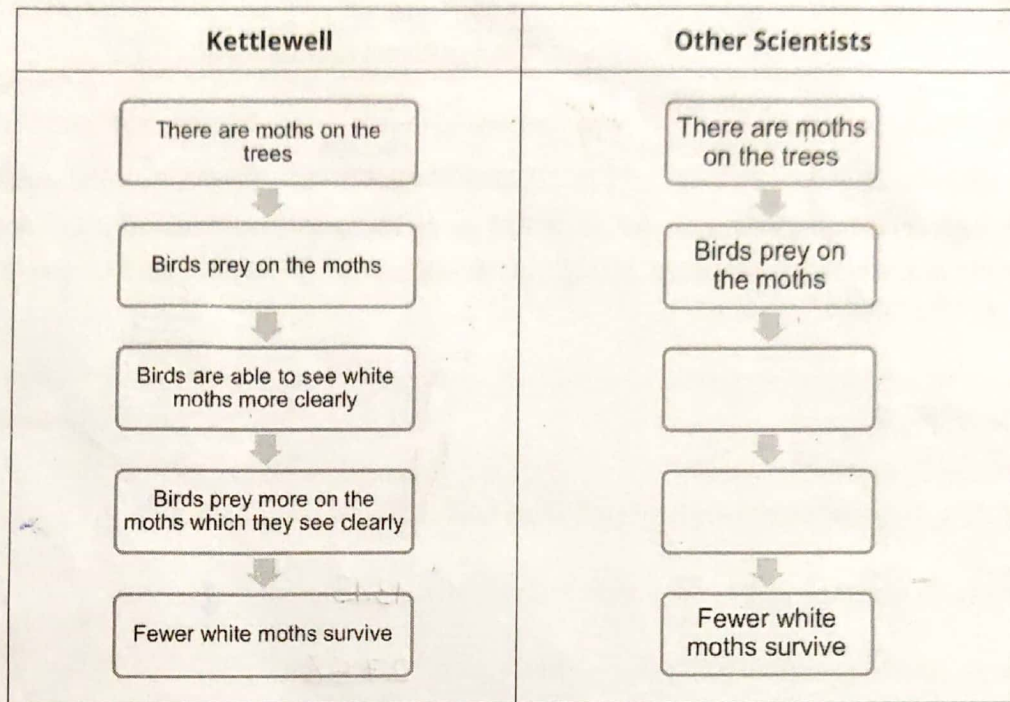 Kettlewell
There are moths on the
trees
Birds prey on the moths
Birds are able to see white
moths more clearly
Birds prey more on the
moths which they see clearly
Fewer white moths survive
Other Scientists
There are moths
on the trees
Birds prey on
the moths
Fewer white
moths survive